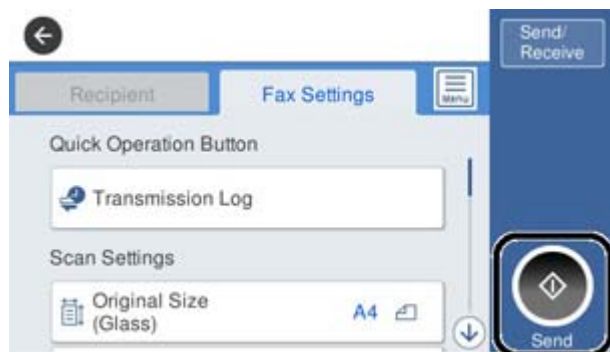 Send/
Receive
Recipient
Fax Settings
Menu
Quick Operation Button
Transmission Log
Scan Settings
Original Size
(Glass)
A4
Send